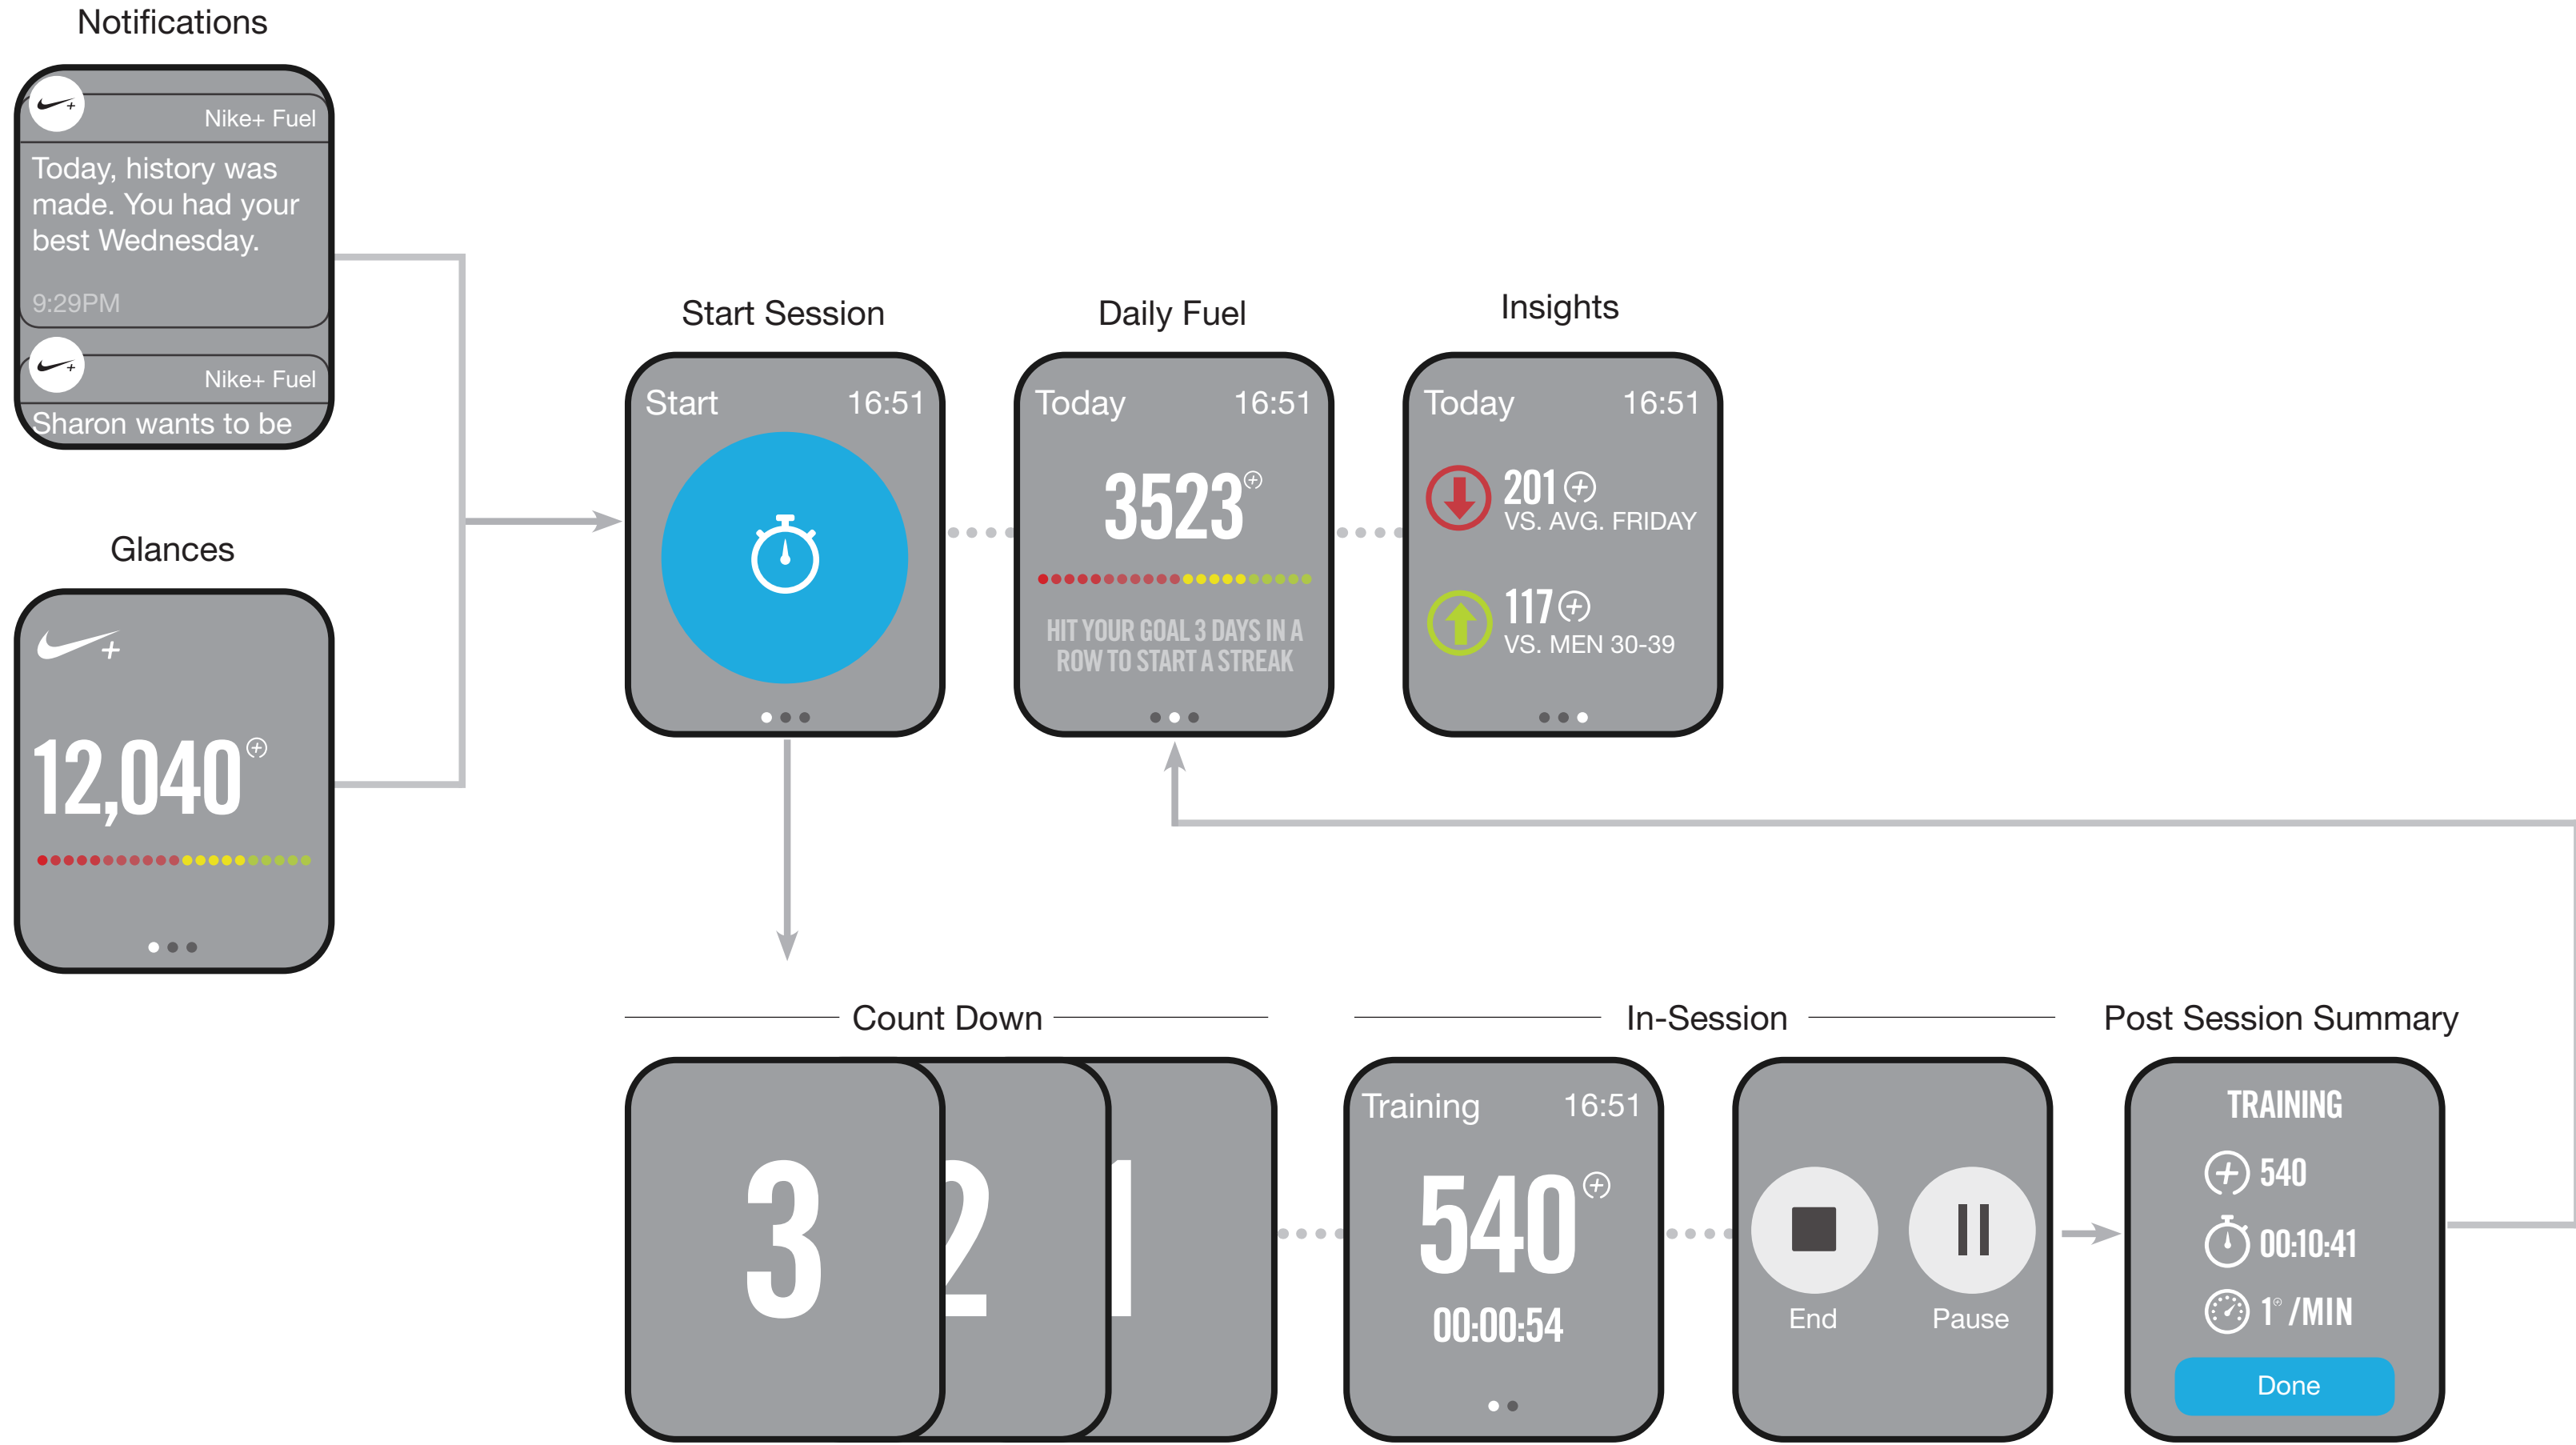 Notifications
Nike+ Fuel
Today, history was
made. You had your
best Wednesday.
9:29PM
Nike+ Fuel
Sharon wants to be
Glances
12,040
Start Session
Start 16:51
Daily Fuel
Today 16:51
3523
HIT YOUR GOAL 3 DAYS IN A
ROW TO START A STREAK
Insights
Today 16:51
201
VS. AVG. FRIDAY
117
VS. MEN 30-39
Count Down
3
2
1
In-Session
Training 16:51
540
00:00:54
End
Pause
Post Session Summary
TRAINING
540
00:10:41
1 /MIN
Done